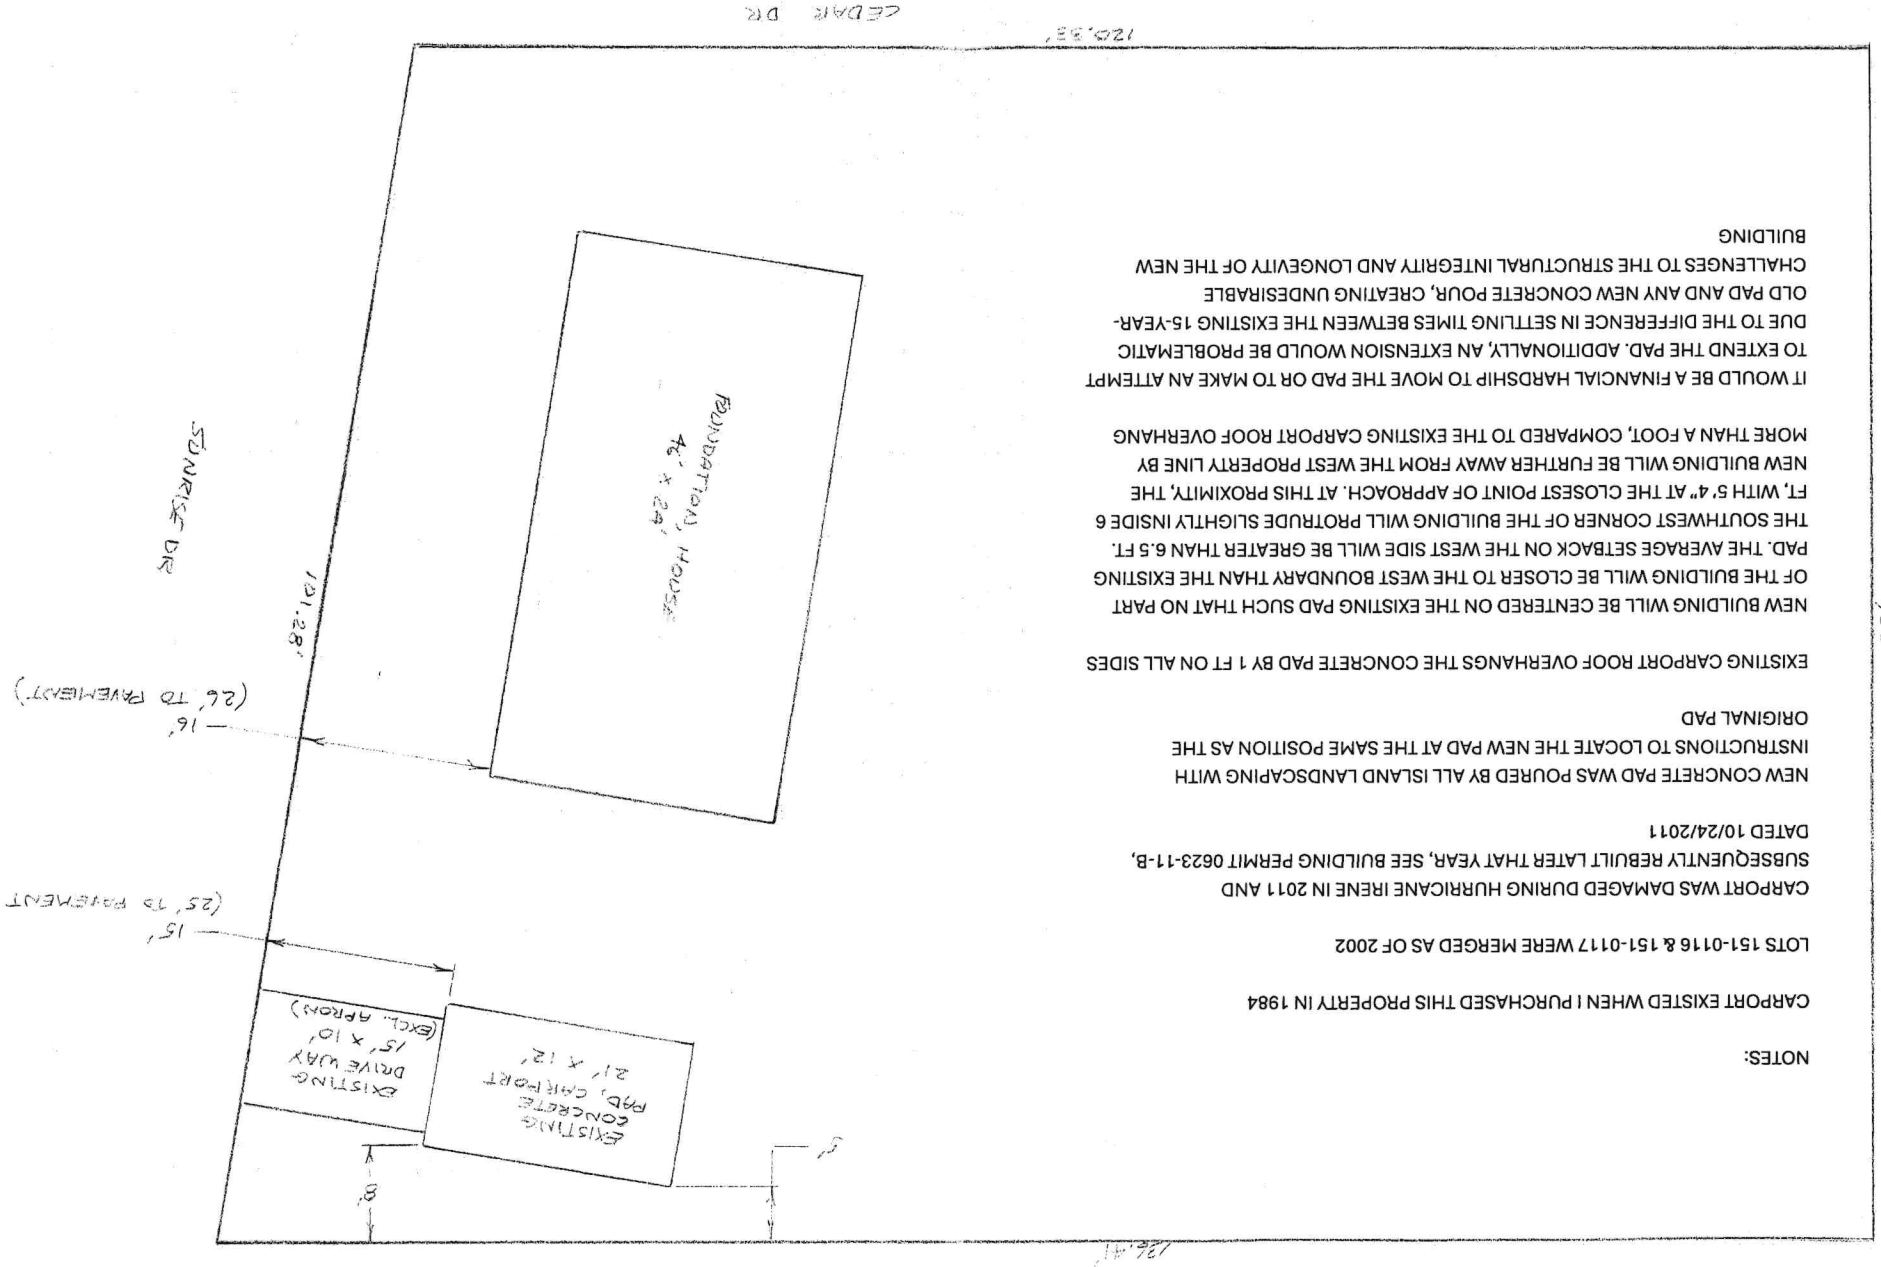 126.41'
8'
5'
EXISTING
CONCRETE
PAD, CARPORT
21' x 12'
EXISTING
DRIVEWAY
15' x 10'
(EXCL. APRON)
15'
(25' TO PAVEMENT
16'
(26' TO PAVEMENT)
101.28'
SUNRISE DR
FOUNDATION, HOUSE
46' x 24'
NOTES:
CARPORT EXISTED WHEN I PURCHASED THIS PROPERTY IN 1984
LOTS 151-0116 & 151-0117 WERE MERGED AS OF 2002
CARPORT WAS DAMAGED DURING HURRICANE IRENE IN 2011 AND
SUBSEQUENTLY REBUILT LATER THAT YEAR, SEE BUILDING PERMIT 0623-11-B,
DATED 10/24/2011
NEW CONCRETE PAD WAS POURED BY ALL ISLAND LANDSCAPING WITH
INSTRUCTIONS TO LOCATE THE NEW PAD AT THE SAME POSITION AS THE
ORIGINAL PAD
EXISTING CARPORT ROOF OVERHANGS THE CONCRETE PAD BY 1 FT ON ALL SIDES
NEW BUILDING WILL BE CENTERED ON THE EXISTING PAD SUCH THAT NO PART
OF THE BUILDING WILL BE CLOSER TO THE WEST BOUNDARY THAN THE EXISTING
PAD. THE AVERAGE SETBACK ON THE WEST SIDE WILL BE GREATER THAN 6.5 FT.
THE SOUTHWEST CORNER OF THE BUILDING WILL PROTRUDE SLIGHTLY INSIDE 6
FT, WITH 5' 4" AT THE CLOSEST POINT OF APPROACH. AT THIS PROXIMITY, THE
NEW BUILDING WILL BE FURTHER AWAY FROM THE WEST PROPERTY LINE BY
MORE THAN A FOOT, COMPARED TO THE EXISTING CARPORT ROOF OVERHANG
IT WOULD BE A FINANCIAL HARDSHIP TO MOVE THE PAD OR TO MAKE AN ATTEMPT
TO EXTEND THE PAD. ADDITIONALLY, AN EXTENSION WOULD BE PROBLEMATIC
DUE TO THE DIFFERENCE IN SETTLING TIMES BETWEEN THE EXISTING 15-YEAR-
OLD PAD AND ANY NEW CONCRETE POUR, CREATING UNDESIRABLE
CHALLENGES TO THE STRUCTURAL INTEGRITY AND LONGEVITY OF THE NEW
BUILDING
120.33'
CEDAR DR